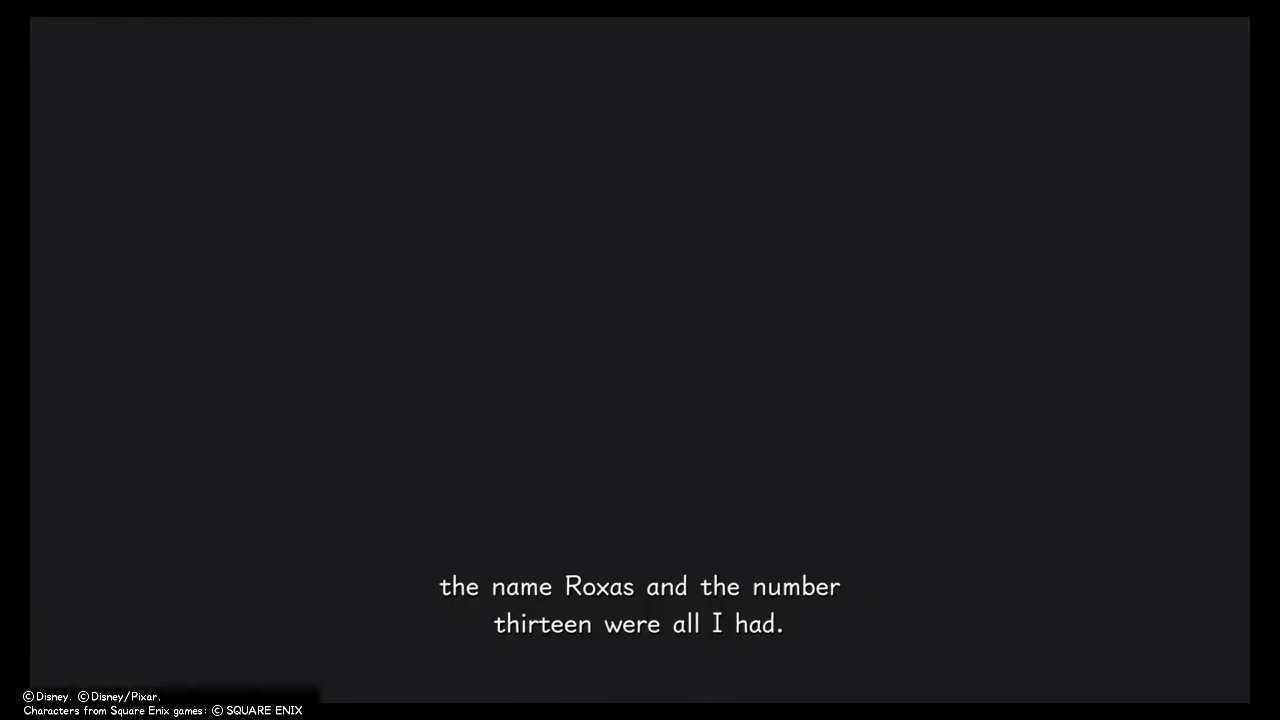 the name Roxas and the number
thirteen were all I had.
©Disney. ©Disney/Pixar.
Characters from Square Enix games: © SQUARE ENIX